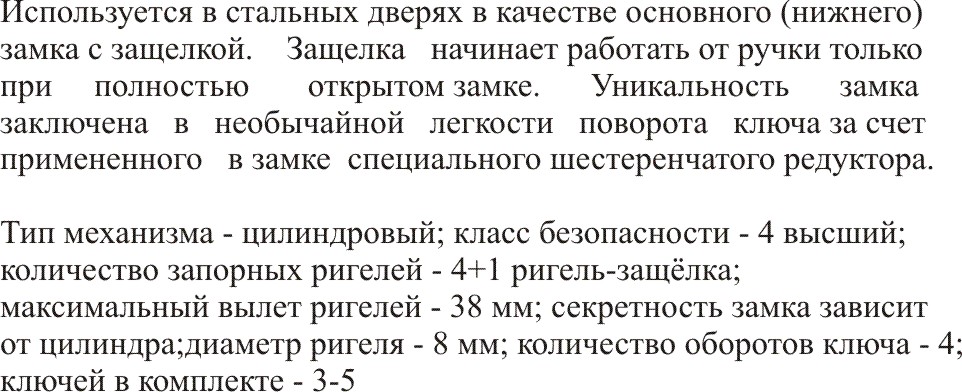 Используется в стальных дверях в качестве основного (нижнего)
замка с защелкой. Защелка начинает работать от ручки только
при полностью открытом замке. Уникальность замка
заключена в необычайной легкости поворота ключа за счет
примененного в замке специального шестеренчатого редуктора.

Тип механизма - цилиндровый; класс безопасности - 4 высший;
количество запорных ригелей - 4+1 ригель-защёлка;
максимальный вылет ригелей - 38 мм; секретность замка зависит
от цилиндра;диаметр ригеля - 8 мм; количество оборотов ключа - 4;
ключей в комплекте - 3-5